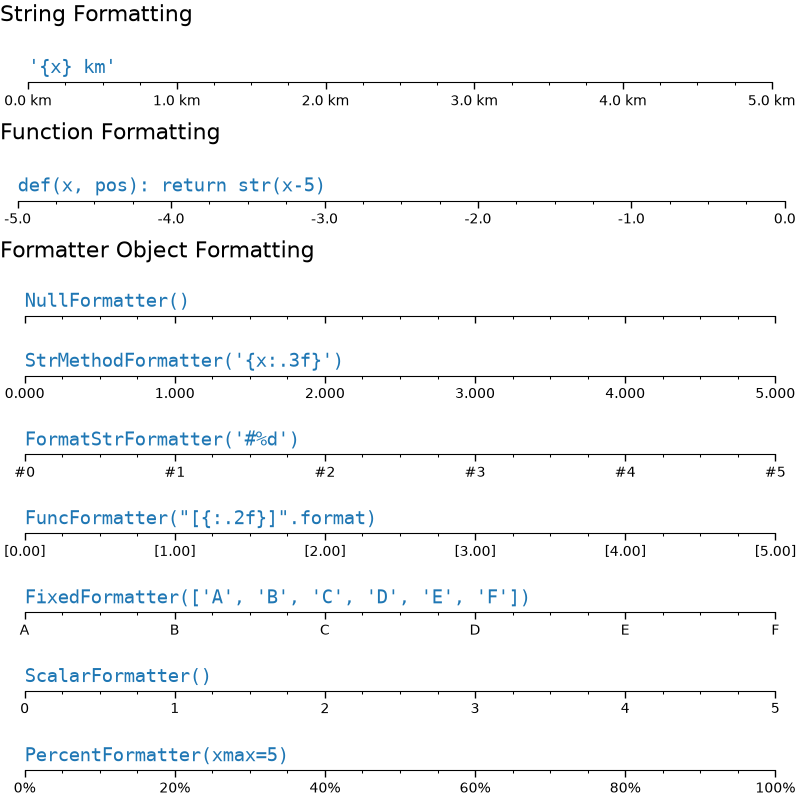 String Formatting
'{x} km'
0.0 km 1.0 km 2.0 km 3.0 km 4.0 km 5.0 km
Function Formatting
def(x, pos): return str(x-5)
-5.0 -4.0 -3.0 -2.0 -1.0 0.0
Formatter Object Formatting
NullFormatter()
StrMethodFormatter('{x:.3f}')
0.000 1.000 2.000 3.000 4.000 5.000
FormatStrFormatter('#%d')
#0 #1 #2 #3 #4 #5
FuncFormatter("[{:.2f}]".format)
[0.00] [1.00] [2.00] [3.00] [4.00] [5.00]
FixedFormatter(['A', 'B', 'C', 'D', 'E', 'F'])
A B C D E F
ScalarFormatter()
0 1 2 3 4 5
PercentFormatter(xmax=5)
0% 20% 40% 60% 80% 100%